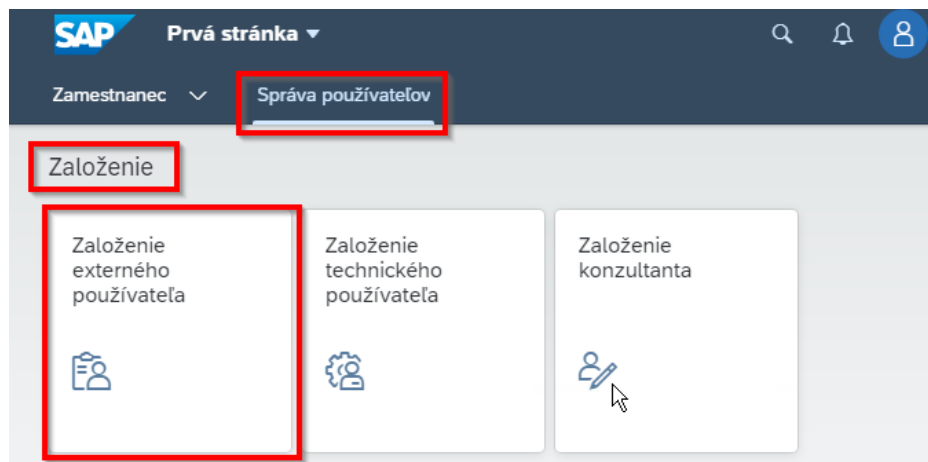 SAP Prvá stránka
Zamestnanec Správa používateľov
Založenie
Založenie
externého
používateľa
Založenie
technického
používateľa
Založenie
konzultanta